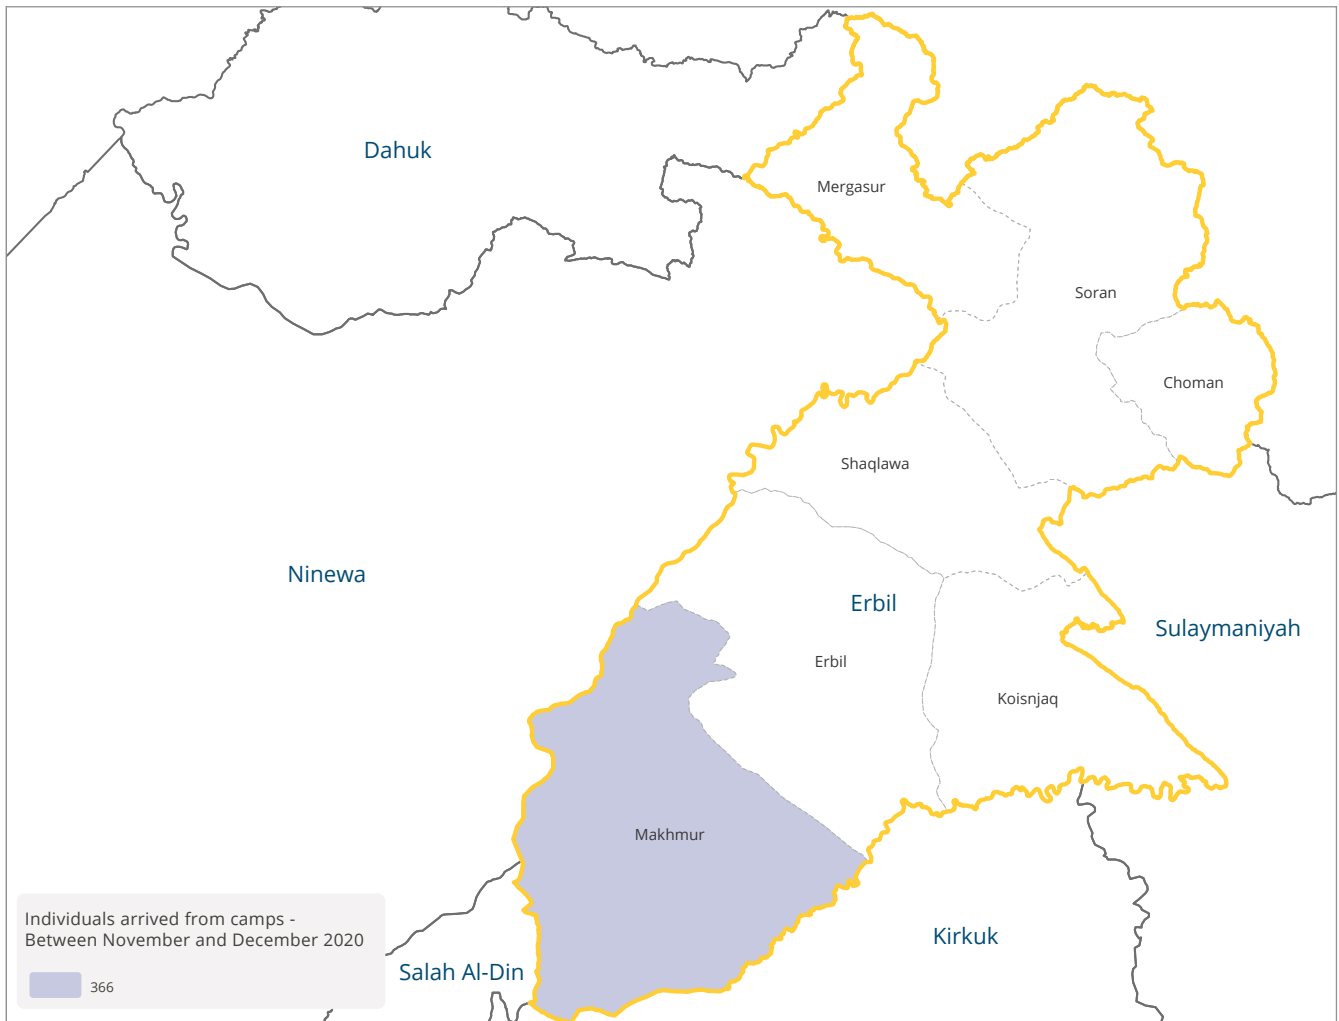 Dahuk
Mergasur
Soran
Choman
Shaqlawa
Ninewa
Erbil
Sulaymaniyah
Erbil
Koisnjaq
Makhmur
Individuals arrived from camps -
Between November and December 2020
366
Salah Al-Din
Kirkuk